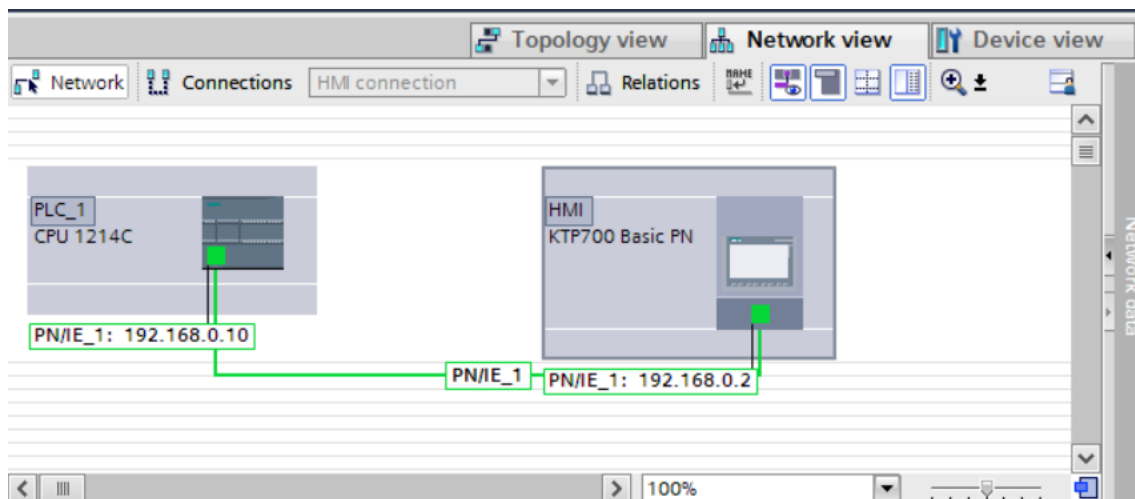 Topology view Network view Device view
Network Connections HMI connection Relations
PLC_1
CPU 1214C
HMI
KTP700 Basic PN
PN/IE_1: 192.168.0.10
PN/IE_1
PN/IE_1: 192.168.0.2
Network data
100%